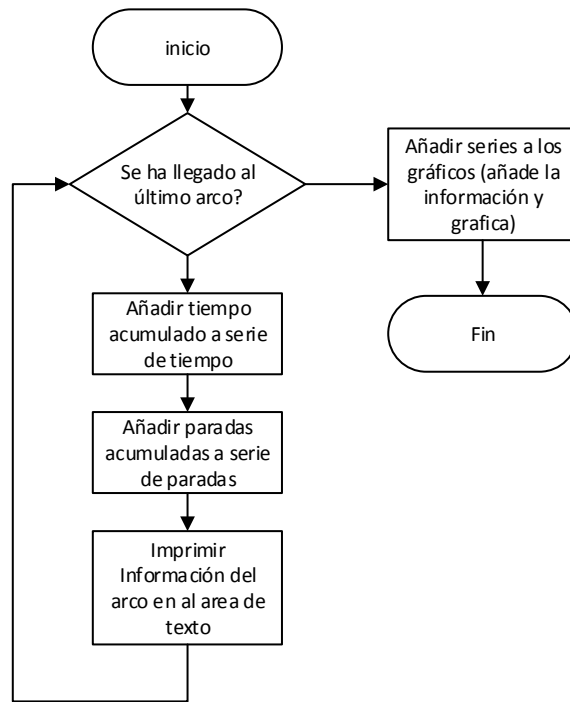 inicio
Se ha llegado al
último arco?
Añadir series a los
gráficos (añade la
información y
grafica)
Fin
Añadir tiempo
acumulado a serie
de tiempo
Añadir paradas
acumuladas a serie
de paradas
Imprimir
Información del
arco en al area de
texto